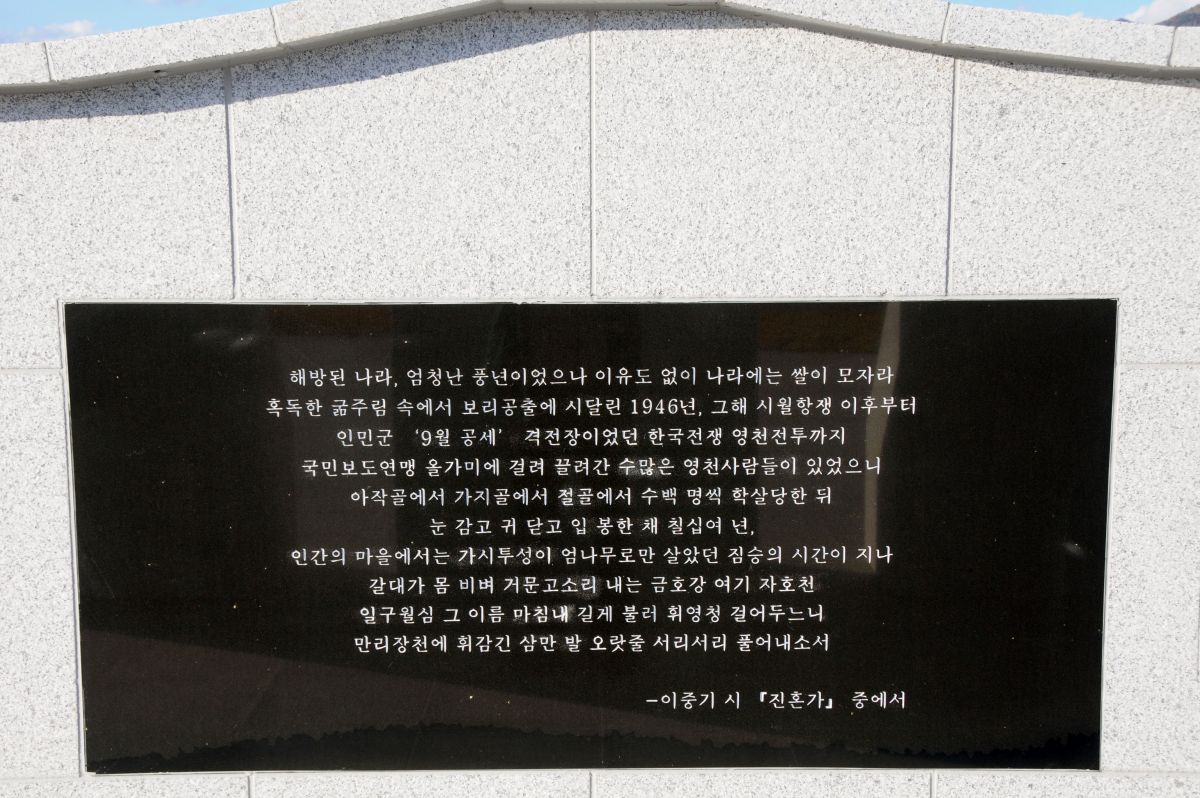 해방된 나라, 엄청난 풍년이었으나 이유도 없이 나라에는 쌀이 모자라
혹독한 굶주림 속에서 보리공출에 시달린 1946년, 그해 시월항쟁 이후부터
인민군 ‘9월 공세’ 격전장이었던 한국전쟁 영천전투까지
국민보도연맹 올가미에 걸려 끌려간 수많은 영천사람들이 있었으니
아작골에서 가지골에서 절골에서 수백 명씩 학살당한 뒤
눈 감고 귀 닫고 입 봉한 채 칠십여 년,
인간의 마을에서는 가시투성이 엄나무로만 살았던 짐승의 시간이 지나
갈대가 몸 비벼 거문고소리 내는 금호강 여기 자호천
일구월심 그 이름 마침내 길게 불러 휘영청 걸어두느니
만리장천에 휘감긴 삼만 발 오랏줄 서리서리 풀어내소서
-이중기 시 『진혼가』 중에서